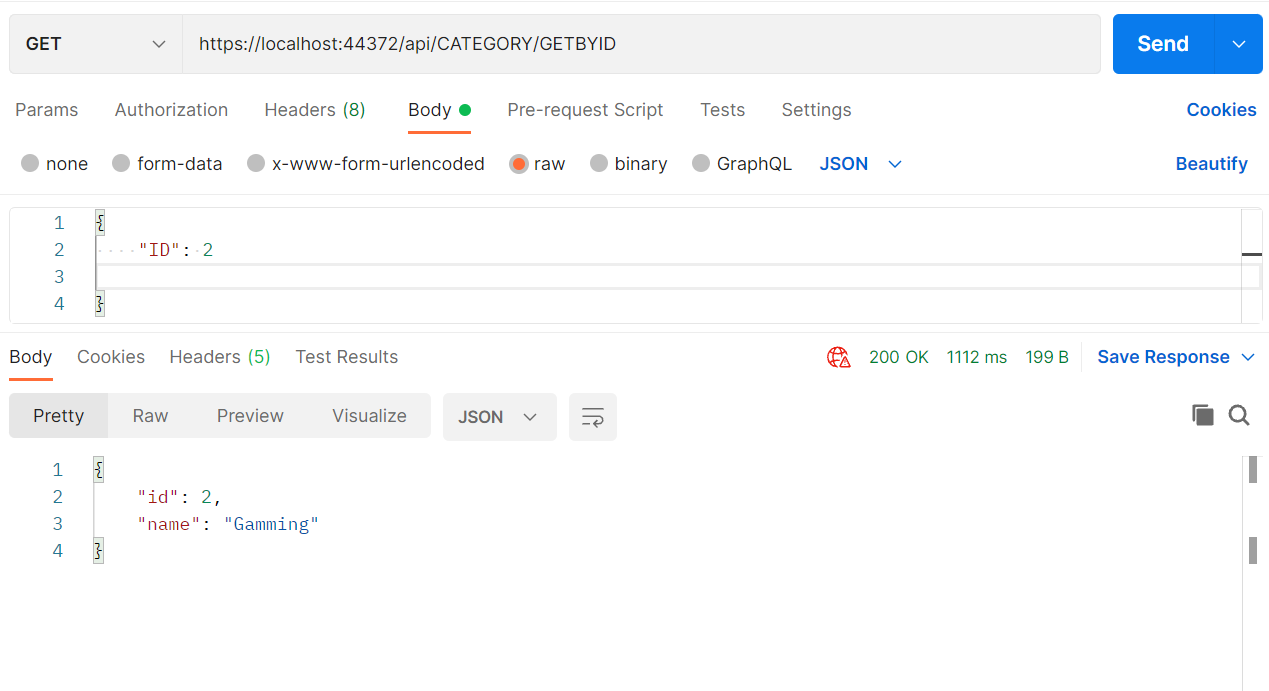 GET https://localhost:44372/api/CATEGORY/GETBYID Send
Params Authorization Headers (8) Body Pre-request Script Tests Settings Cookies
none form-data x-www-form-urlencoded raw binary GraphQL JSON Beautify
1 {
2 ····"ID":·2
3
4 }
Body Cookies Headers (5) Test Results 200 OK 1112 ms 199 B Save Response
Pretty Raw Preview Visualize JSON
1 {
2 "id": 2,
3 "name": "Gamming"
4 }